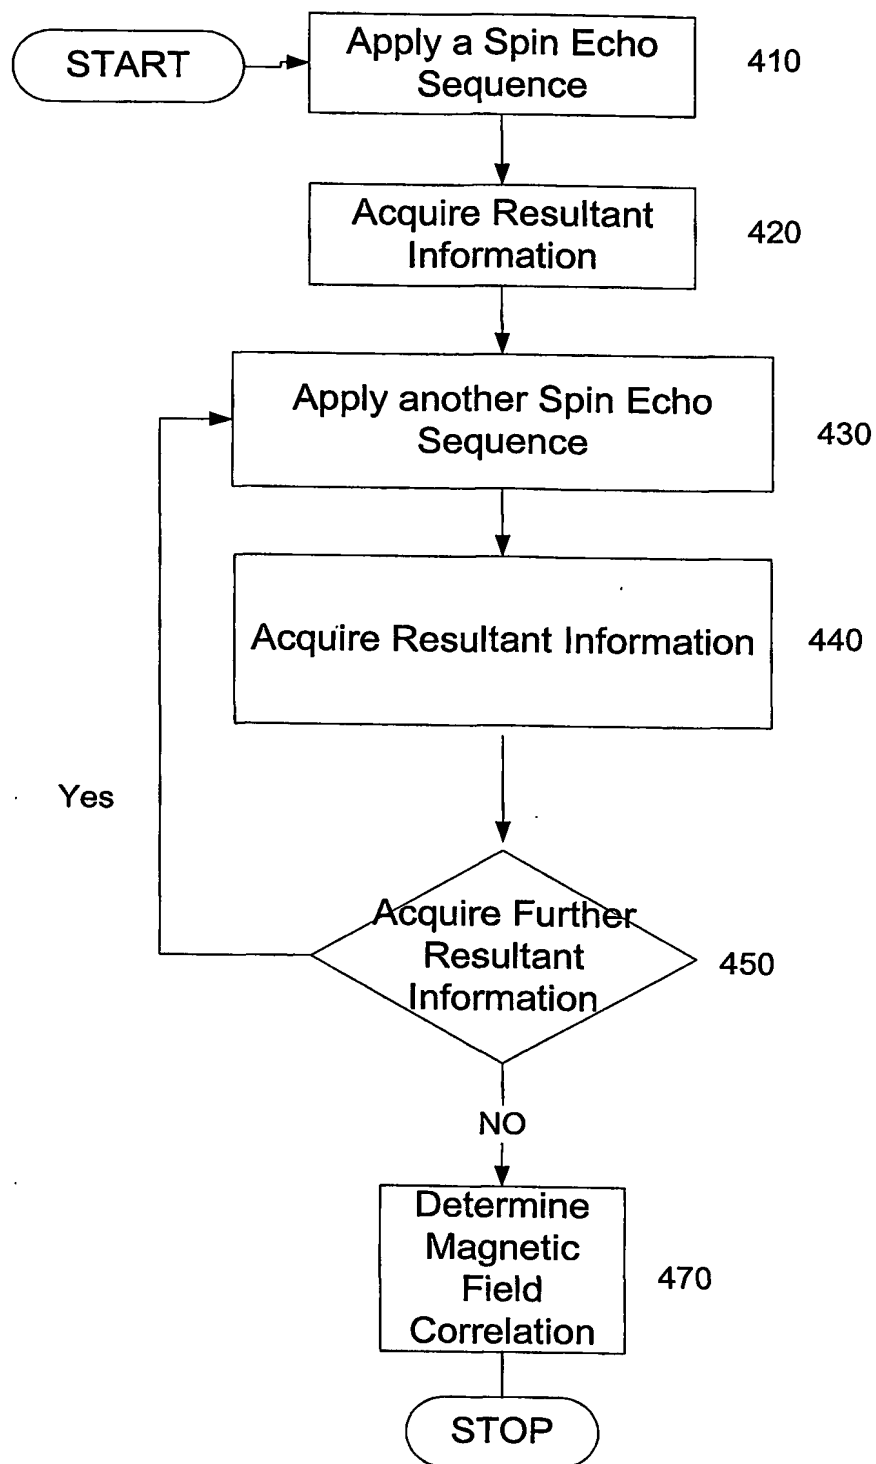 START
Apply a Spin Echo
Sequence
410
Acquire Resultant
Information
420
Apply another Spin Echo
Sequence
430
Acquire Resultant Information
440
Yes
Acquire Further
Resultant
Information
450
NO
Determine
Magnetic
Field
Correlation
470
STOP